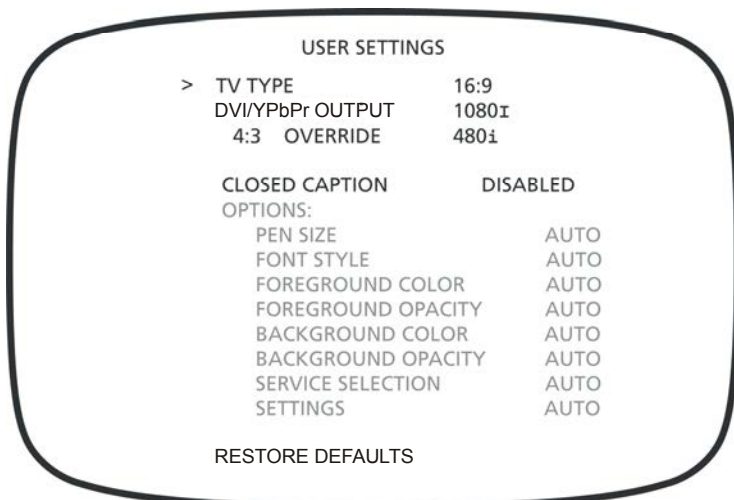 USER SETTINGS
> TV TYPE 16:9
DVI/YPbPr OUTPUT 1080I
4:3 OVERRIDE 480i
CLOSED CAPTION DISABLED
OPTIONS:
PEN SIZE AUTO
FONT STYLE AUTO
FOREGROUND COLOR AUTO
FOREGROUND OPACITY AUTO
BACKGROUND COLOR AUTO
BACKGROUND OPACITY AUTO
SERVICE SELECTION AUTO
SETTINGS AUTO
RESTORE DEFAULTS